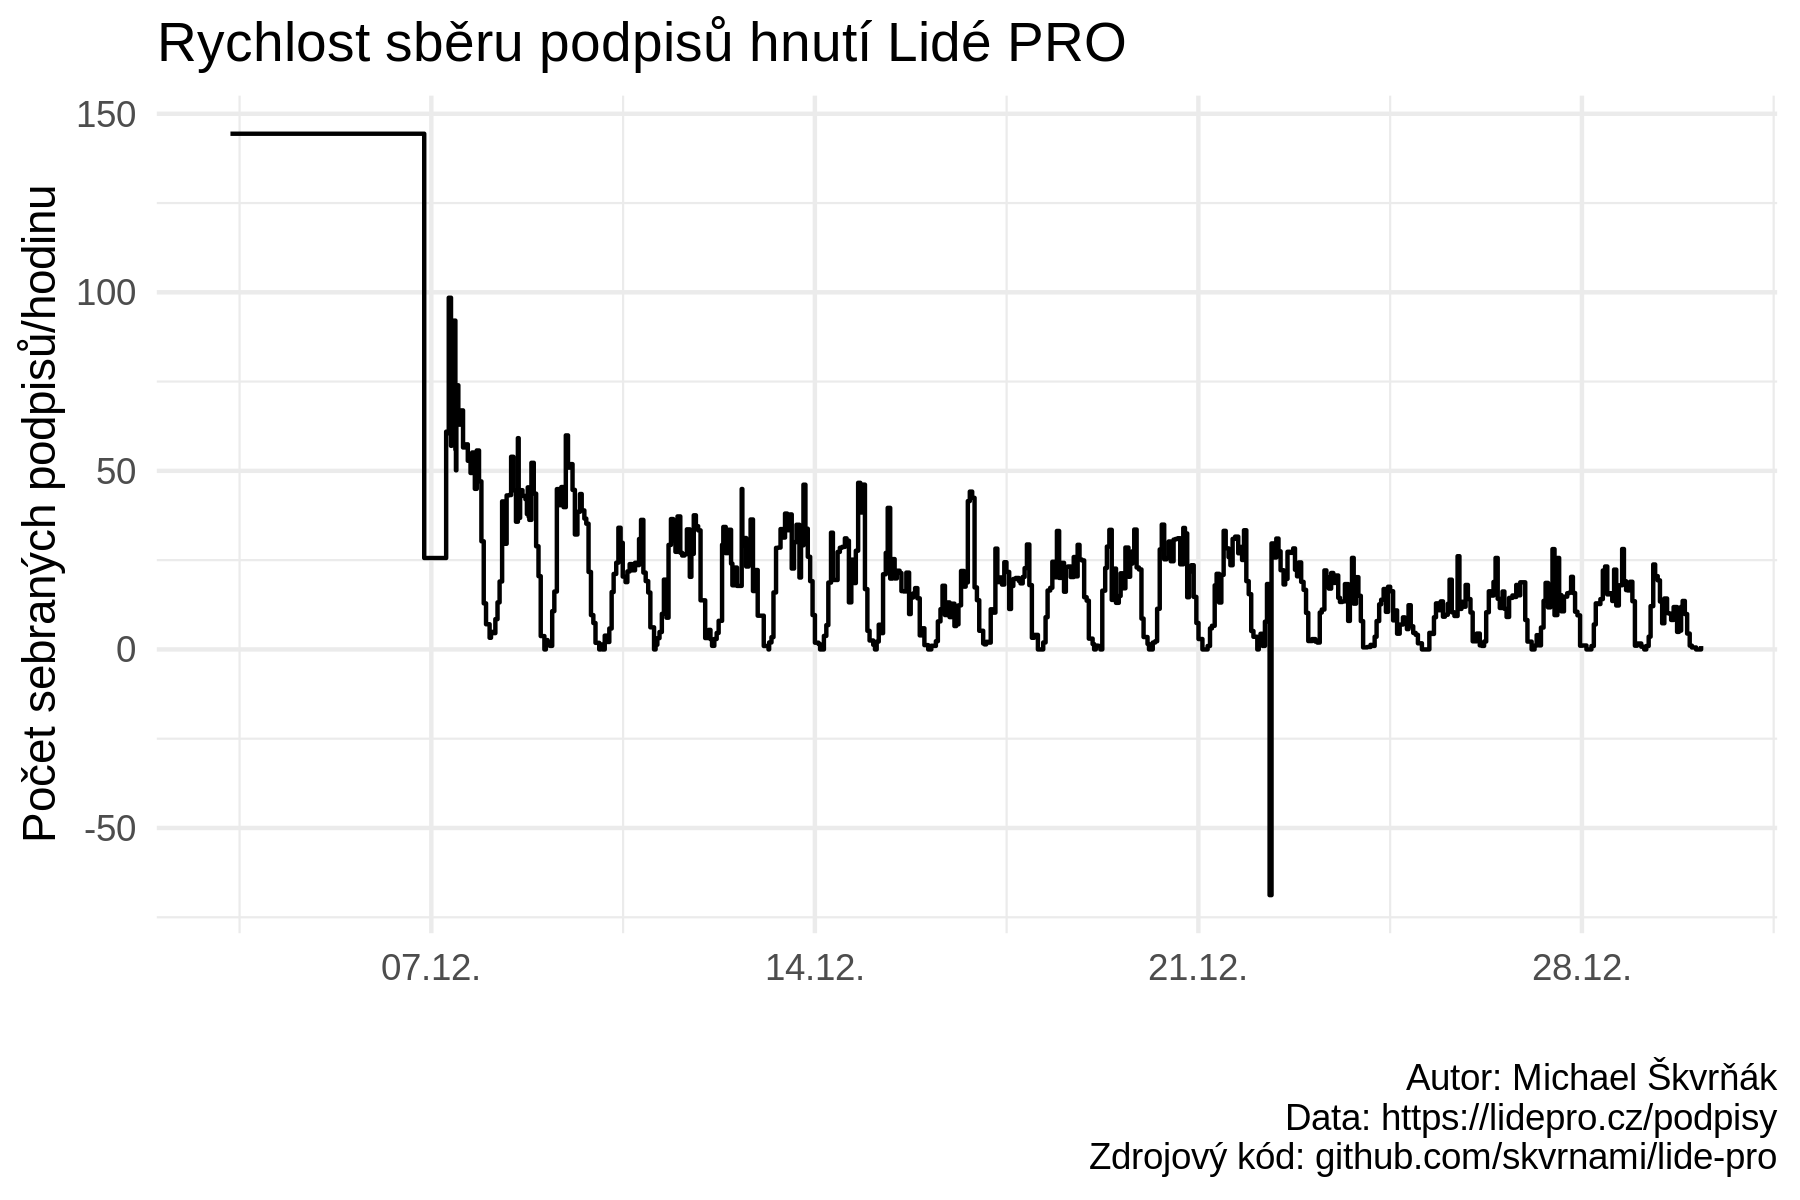 Rychlost sběru podpisů hnutí Lidé PRO
Počet sebraných podpisů/hodinu
150
100
50
0
-50
07.12.
14.12.
21.12.
28.12.
Autor: Michael Škvrňák
Data: https://lidepro.cz/podpisy
Zdrojový kód: github.com/skvrnami/lide-pro